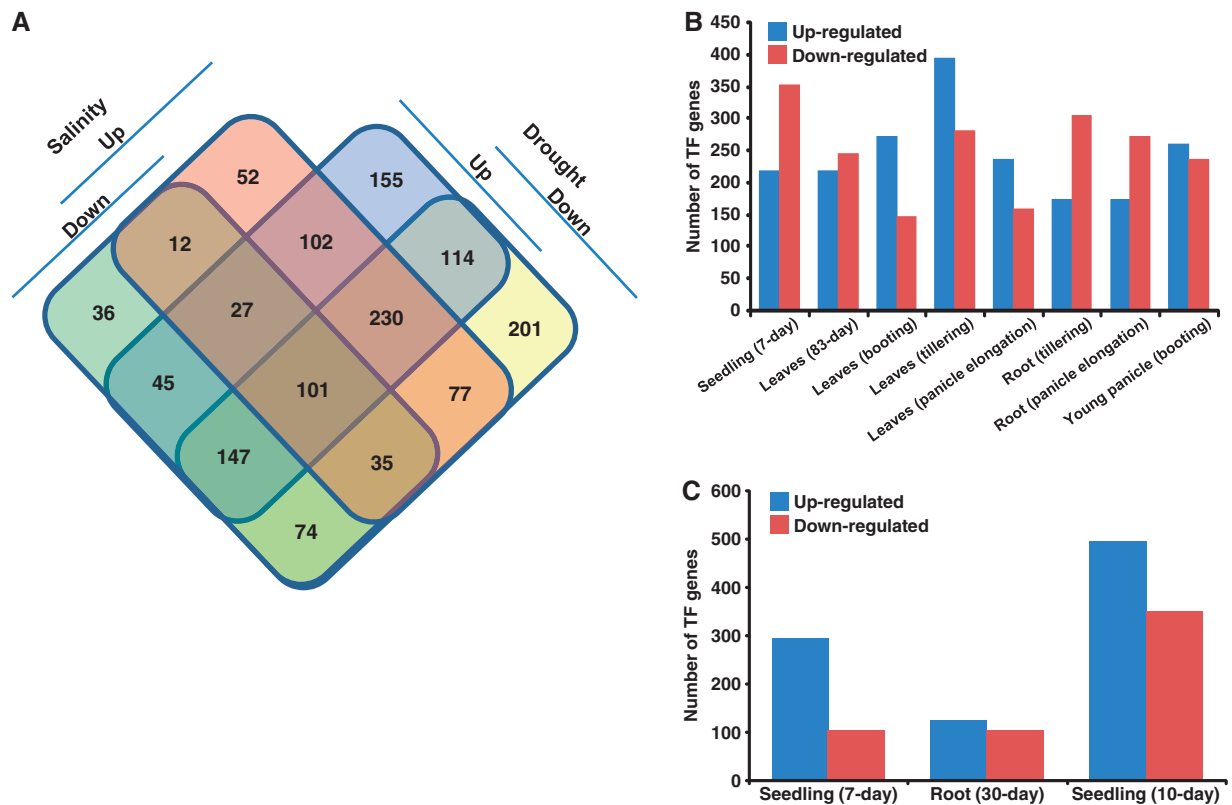 A
Salinity
Up
Down
Drought
Up
Down
52
155
12
102
114
36
27
230
201
45
101
77
147
35
74
B
Number of TF genes
450
400
350
300
250
200
150
100
50
0
Up-regulated
Down-regulated
Seedling (7-day)
Leaves (83-day)
Leaves (booting)
Leaves (tillering)
Leaves (panicle elongation)
Root (tillering)
Root (panicle elongation)
Young panicle (booting)
C
Number of TF genes
600
500
400
300
200
100
0
Up-regulated
Down-regulated
Seedling (7-day)
Root (30-day)
Seedling (10-day)